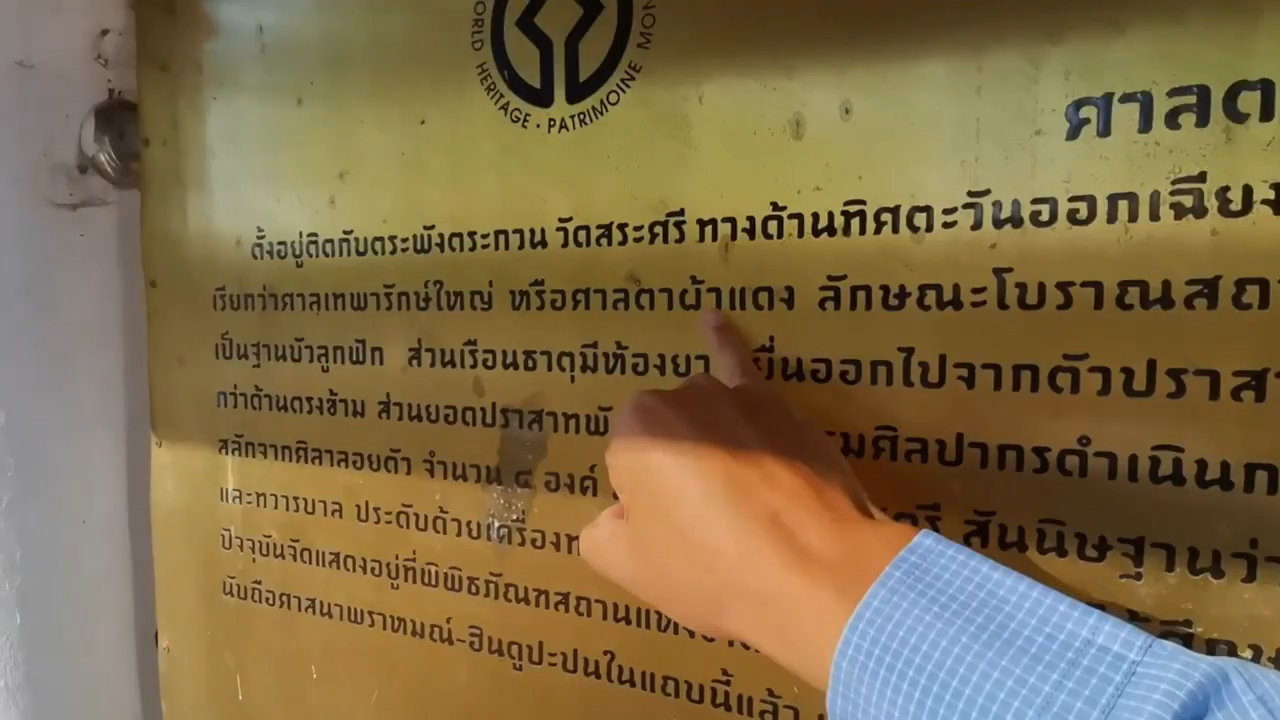 WORLD HERITAGE · PATRIMOINE
ศาลต
ตั้งอยู่ติดกับตระพังตระกวน วัดสระศรี ทางด้านทิศตะวันออกเฉียง
เรียกว่าศาลเทพารักษ์ใหญ่ หรือศาลตาผ้าแดง ลักษณะโบราณสถา
เป็นฐานบัวลูกฟัก ส่วนเรือนธาตุมีห้องยา ยื่นออกไปจากตัวปราสา
กว่าด้านตรงข้าม ส่วนยอดปราสาทพั มศิลปากรดำเนินก
สลักจากศิลาลอยตัว จำนวน ๔ องค์ สันนิษฐานว่า
และทวารบาล ประดับด้วยเครื่องท
ปัจจุบันจัดแสดงอยู่ที่พิพิธภัณฑสถานแห่ง
นับถือศาสนาพราหมณ์-ฮินดูปะปนในแถบนี้แล้ว